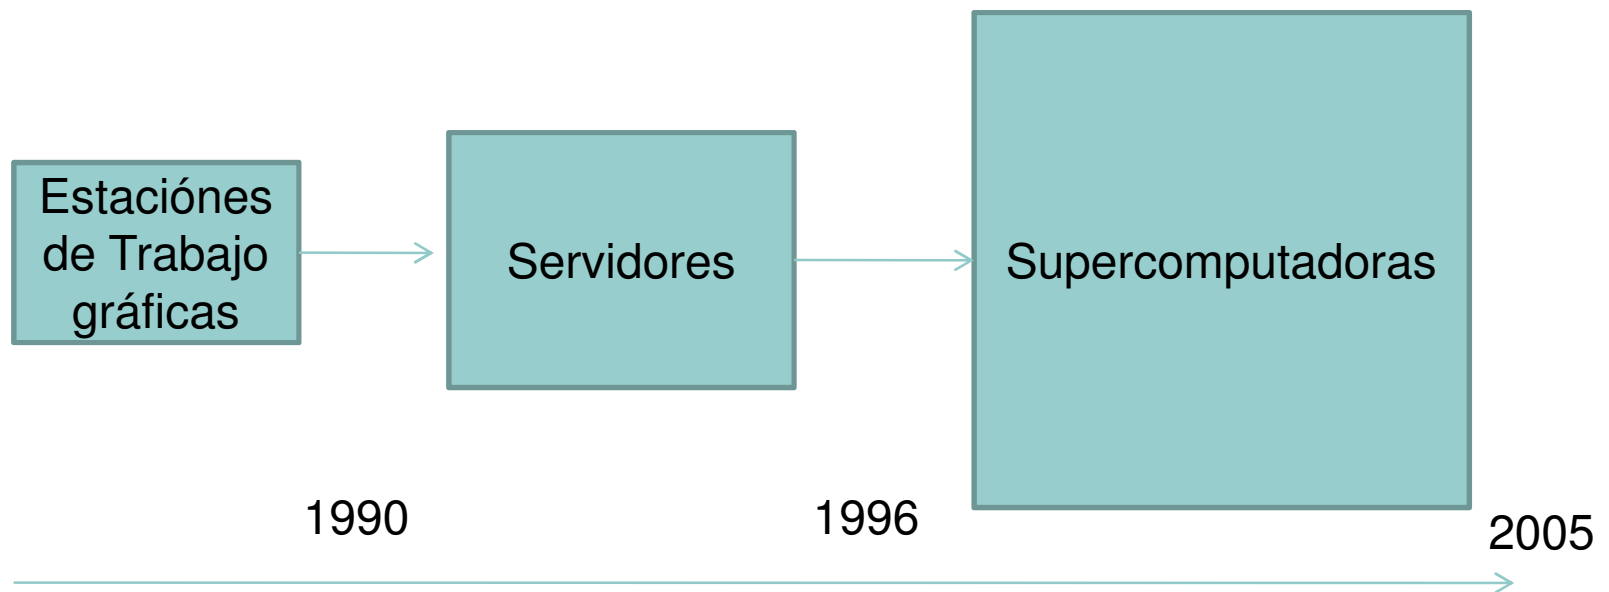 Estaciónes
de Trabajo
gráficas
Servidores
Supercomputadoras
1990
1996
2005